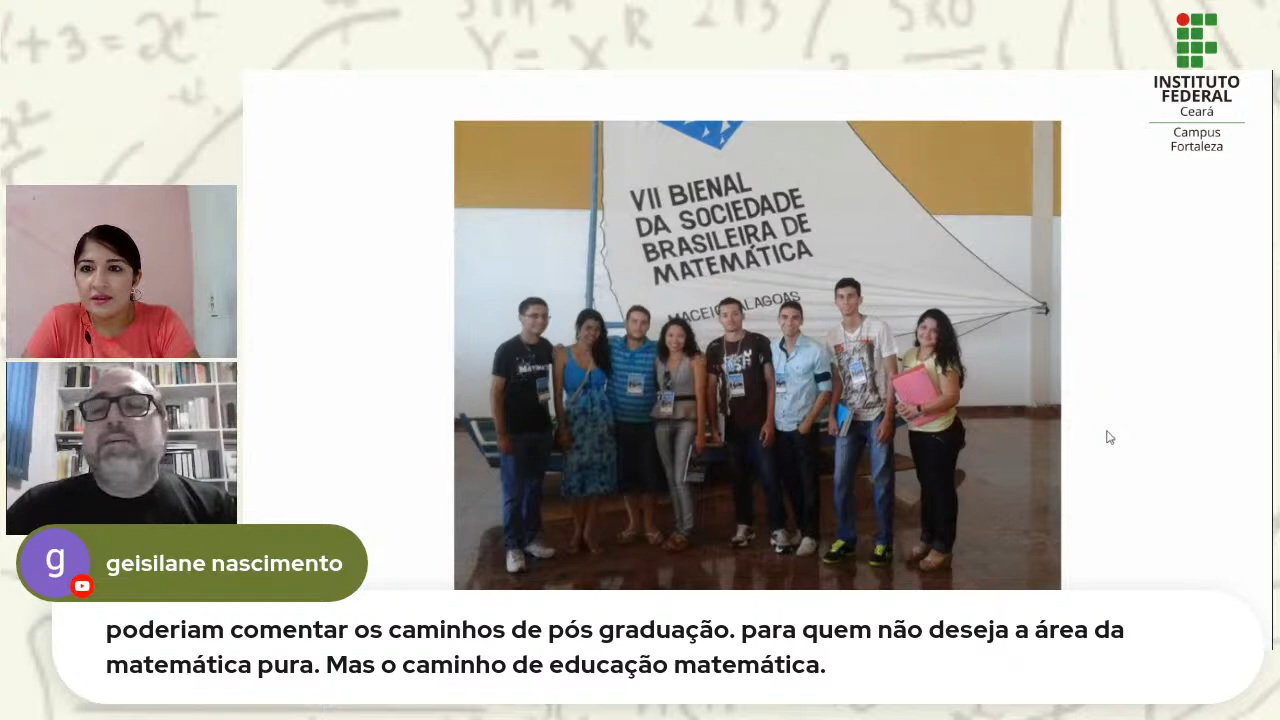 INSTITUTO
FEDERAL
Ceará
Campus
Fortaleza
VII BIENAL
DA SOCIEDADE
BRASILEIRA DE
MATEMÁTICA
ALAGOAS
g
geisilane nascimento
poderiam comentar os caminhos de pós graduação. para quem não deseja a área da
matemática pura. Mas o caminho de educação matemática.